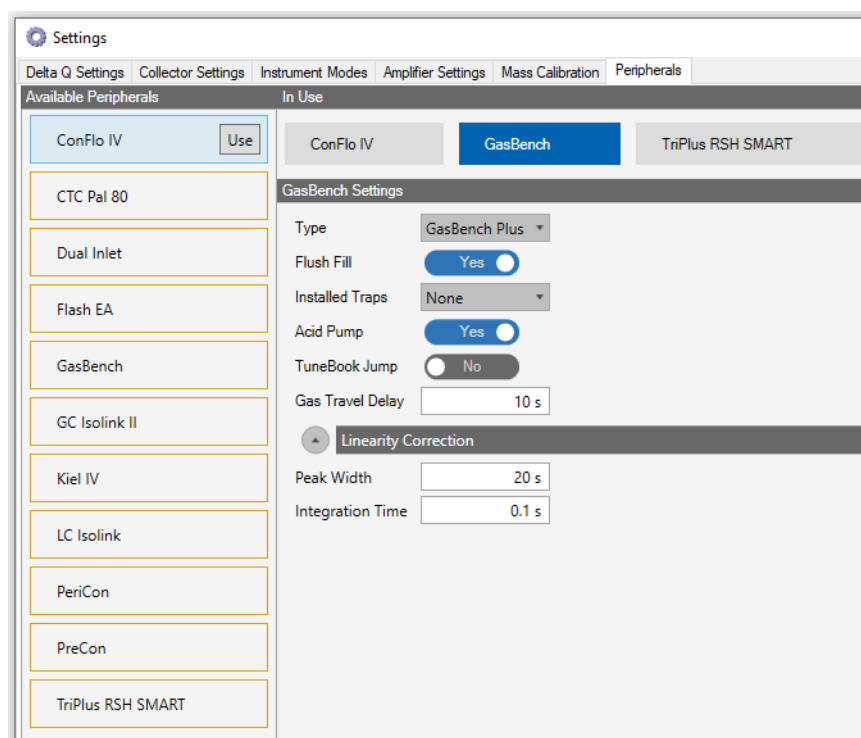 Settings
Delta Q Settings Collector Settings Instrument Modes Amplifier Settings Mass Calibration Peripherals
Available Peripherals
ConFlo IV Use
CTC Pal 80
Dual Inlet
Flash EA
GasBench
GC Isolink II
Kiel IV
LC Isolink
PeriCon
PreCon
TriPlus RSH SMART
In Use
ConFlo IV GasBench TriPlus RSH SMART
GasBench Settings
Type GasBench Plus
Flush Fill Yes
Installed Traps None
Acid Pump Yes
TuneBook Jump No
Gas Travel Delay 10 s
Linearity Correction
Peak Width 20 s
Integration Time 0.1 s